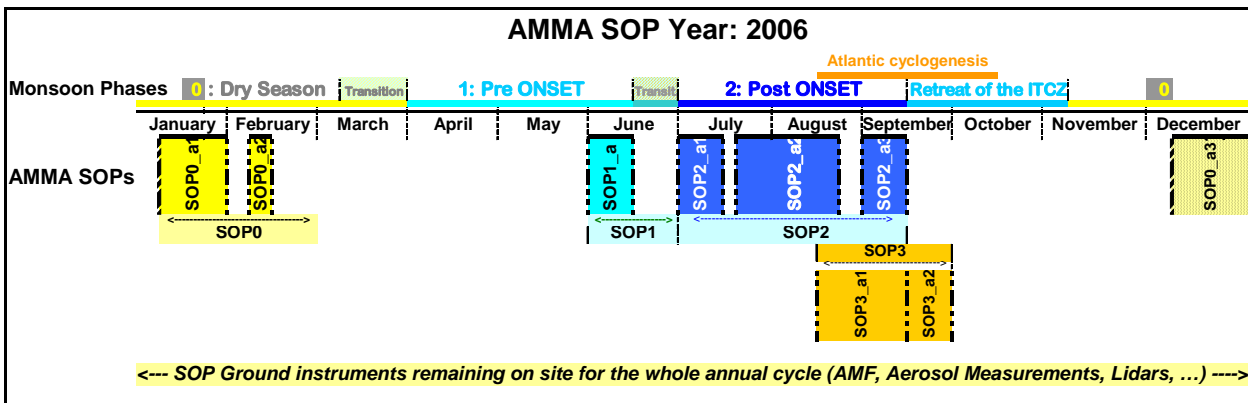 AMMA SOP Year: 2006
Atlantic cyclogenesis
Monsoon Phases 0 : Dry Season Transition 1: Pre ONSET Transit. 2: Post ONSET Retreat of the ITCZ 0
January February March April May June July August September October November December
AMMA SOPs
SOP0_a1 SOP0_a2 SOP1_a SOP2_a1 SOP2_a2 SOP2_a3 SOP0_a31
SOP0 SOP1 SOP2
SOP3
SOP3_a1 SOP3_a2
<--- SOP Ground instruments remaining on site for the whole annual cycle (AMF, Aerosol Measurements, Lidars, …) ---->